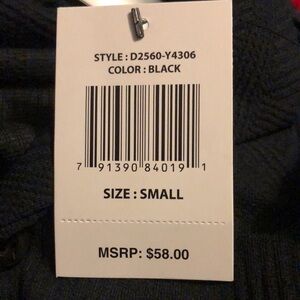 STYLE : D2560-Y4306
COLOR : BLACK
7 91390 84019 1
SIZE : SMALL
MSRP: $58.00